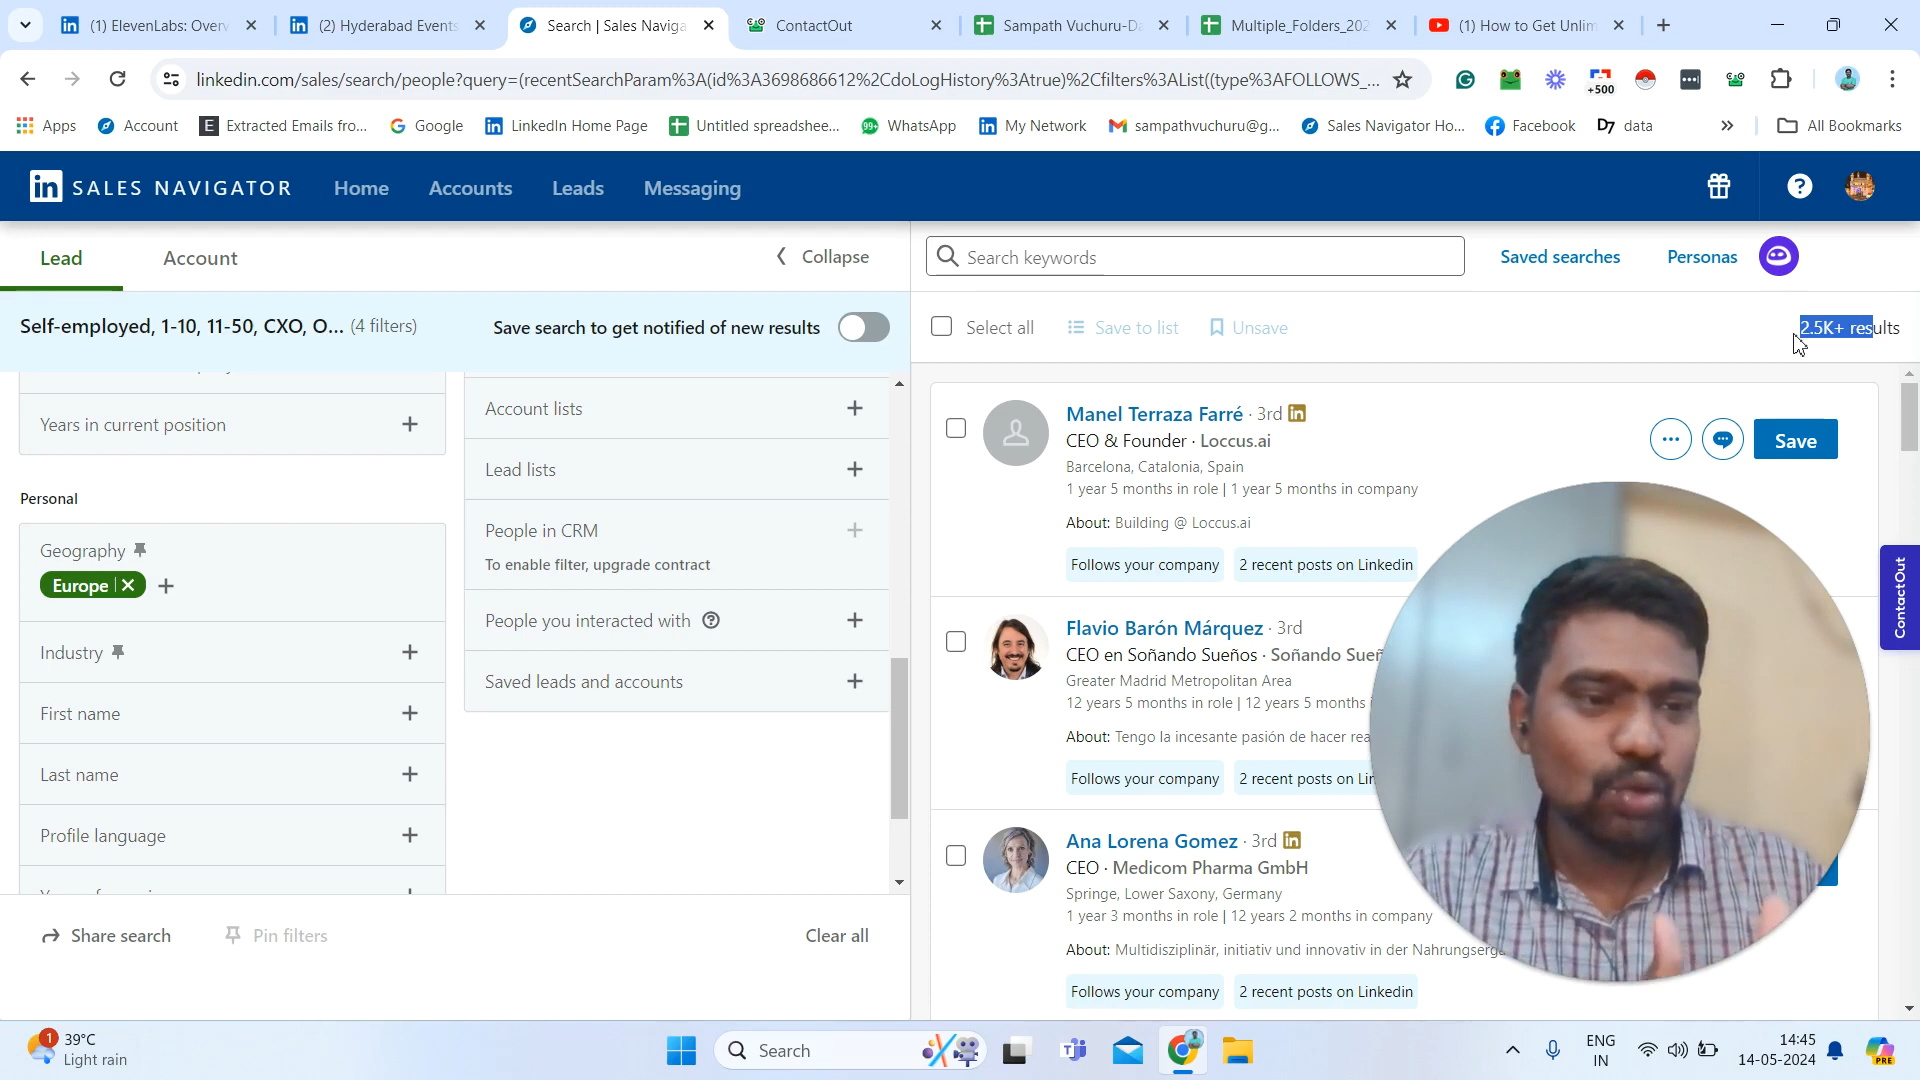 (1) ElevenLabs: Over
(2) Hyderabad Events
Search | Sales Naviga
ContactOut
Sampath Vuchuru-Da
Multiple_Folders_202
(1) How to Get Unlim
linkedin.com/sales/search/people?query=(recentSearchParam%3A(id%3A3698686612%2CdoLogHistory%3Atrue)%2Cfilters%3AList((type%3AFOLLOWS_...
+500
Apps
Account
Extracted Emails fro...
Google
LinkedIn Home Page
Untitled spreadshee...
WhatsApp
My Network
sampathvuchuru@g...
Sales Navigator Ho...
Facebook
data
All Bookmarks
in SALES NAVIGATOR
Home
Accounts
Leads
Messaging
Lead
Account
Collapse
Search keywords
Saved searches
Personas
Self-employed, 1-10, 11-50, CXO, O... (4 filters)
Save search to get notified of new results
Select all
Save to list
Unsave
2.5K+ results
Years in current position
Personal
Geography
Europe
Industry
First name
Last name
Profile language
Account lists
Lead lists
People in CRM
To enable filter, upgrade contract
People you interacted with
Saved leads and accounts
Share search
Pin filters
Clear all
Manel Terraza Farré · 3rd
CEO & Founder · Loccus.ai
Barcelona, Catalonia, Spain
1 year 5 months in role | 1 year 5 months in company
About: Building @ Loccus.ai
Follows your company
2 recent posts on Linkedin
Save
Flavio Barón Márquez · 3rd
CEO en Soñando Sueños · Soñando Sueñ
Greater Madrid Metropolitan Area
12 years 5 months in role | 12 years 5 months
About: Tengo la incesante pasión de hacer rea
Follows your company
2 recent posts on Lin
Ana Lorena Gomez · 3rd
CEO · Medicom Pharma GmbH
Springe, Lower Saxony, Germany
1 year 3 months in role | 12 years 2 months in company
About: Multidisziplinär, initiativ und innovativ in der Nahrungserg
Follows your company
2 recent posts on Linkedin
ContactOut
1
39°C
Light rain
Search
ENG
IN
14:45
14-05-2024
PRE